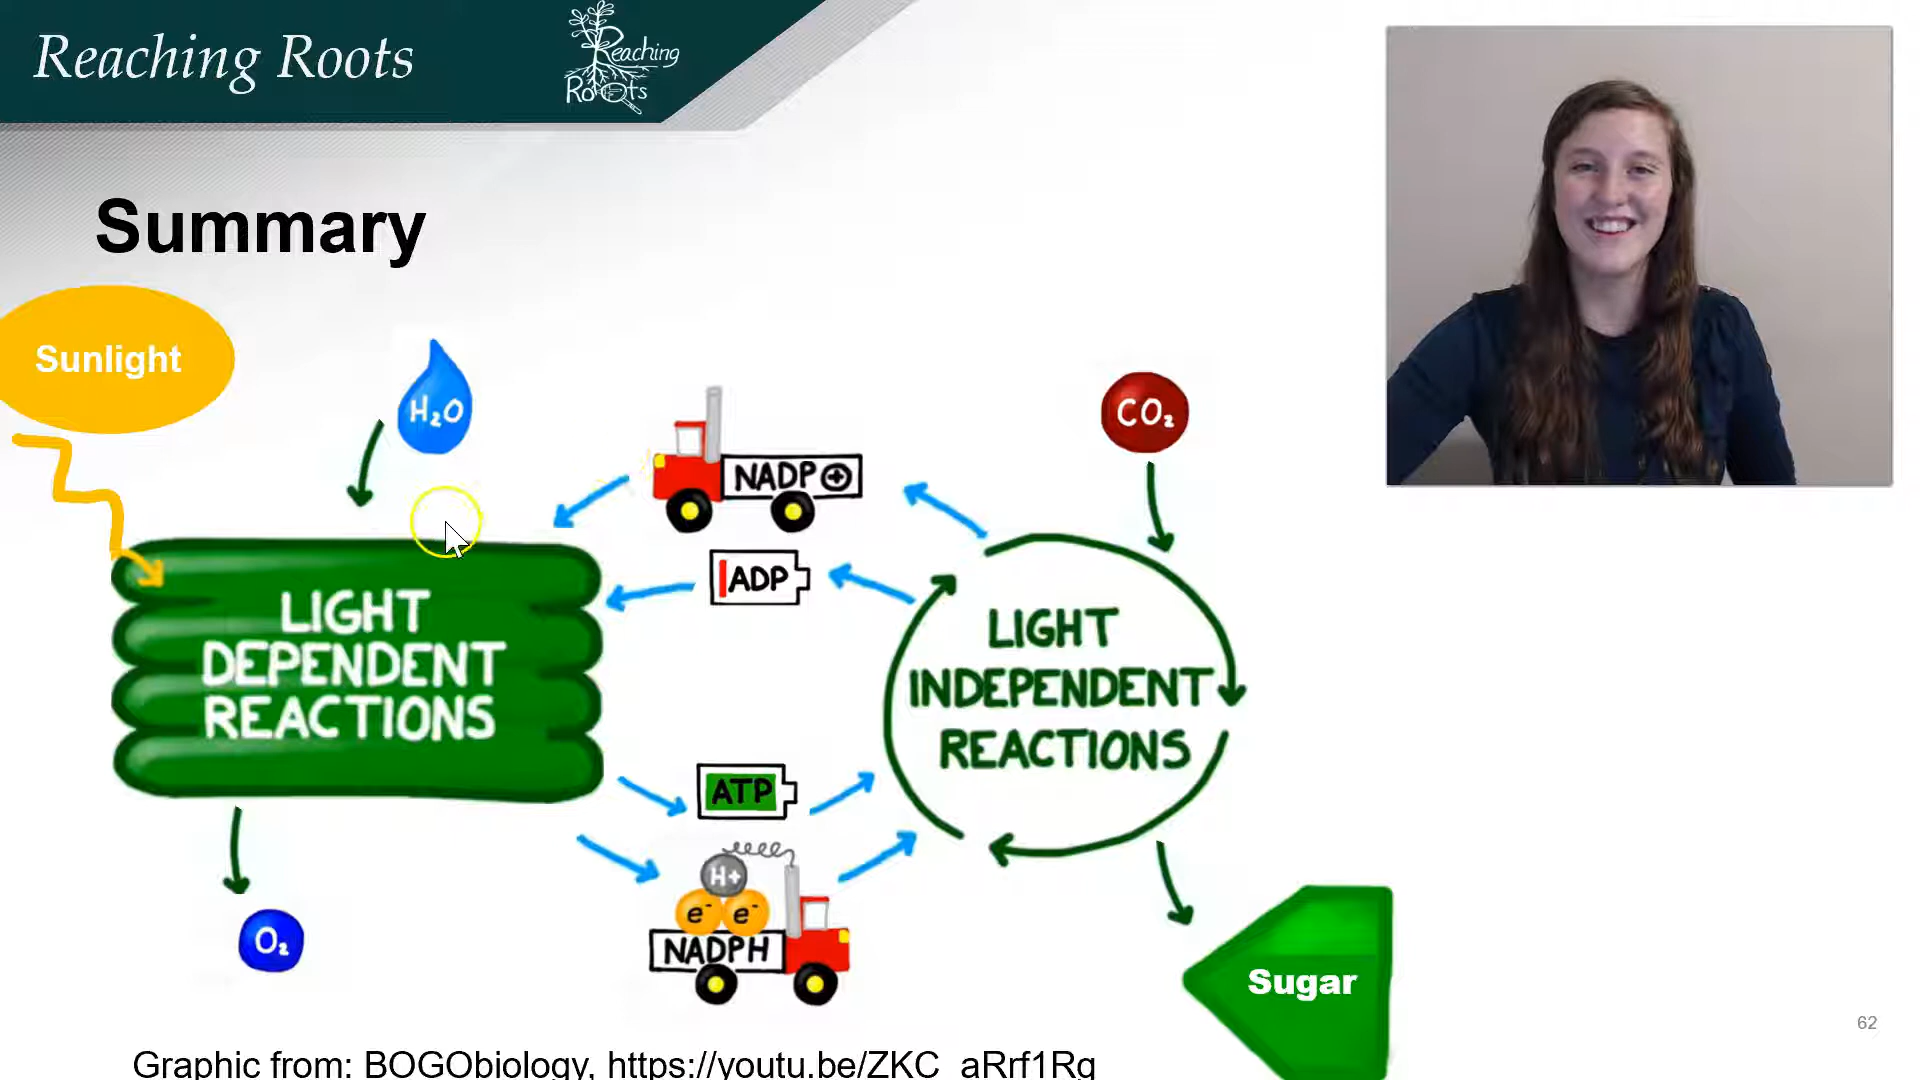 Reaching Roots
Reaching
Roots
Summary
Sunlight
H₂O
CO₂
NADP+
ADP
LIGHT
DEPENDENT
REACTIONS
LIGHT
INDEPENDENT
REACTIONS
ATP
H+
e⁻ e⁻
NADPH
O₂
Sugar
62
Graphic from: BOGObiology, https://youtu.be/ZKC_aRrf1Rg